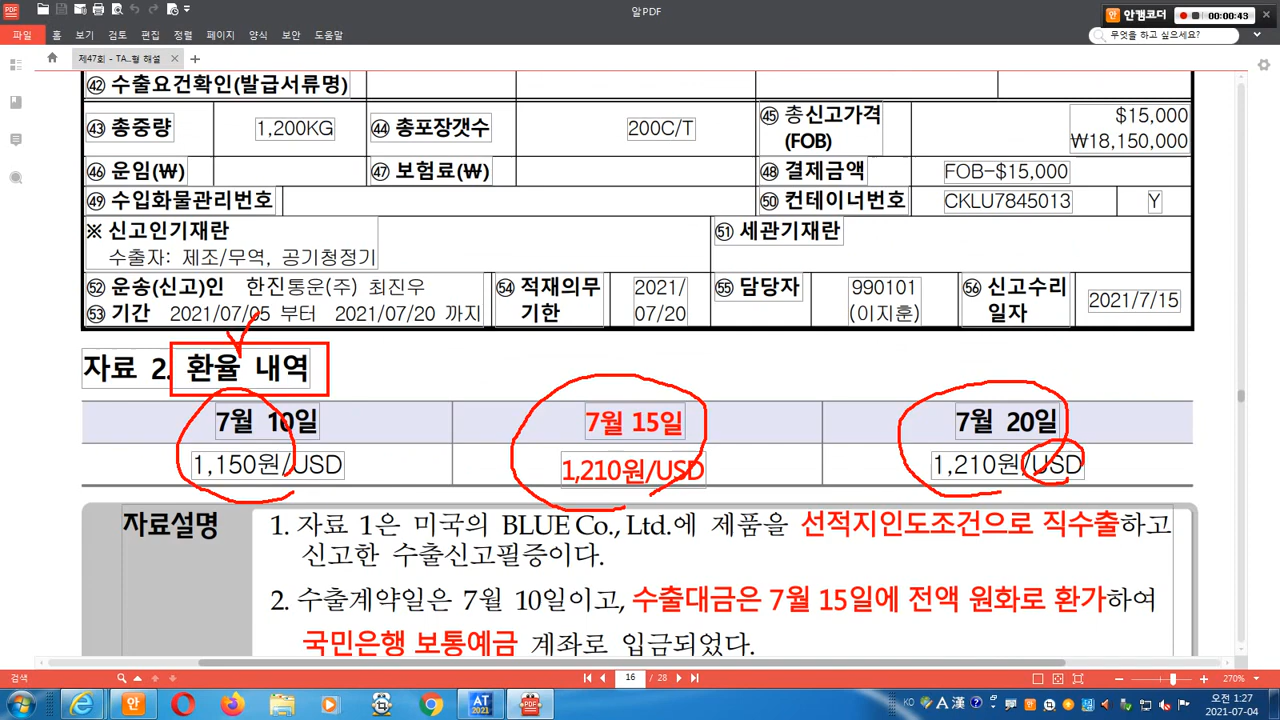 알PDF
안캠코더
00:00:43
파일 홈 보기 검토 편집 정렬 페이지 양식 보안 도움말
무엇을 하고 싶으세요?
제47회 - TA...형 해설
㊷ 수출요건확인(발급서류명)
㊸ 총중량 1,200KG ㊹ 총포장갯수 200C/T ㊺ 총신고가격 (FOB) $15,000
₩18,150,000
㊻ 운임(₩) ㊼ 보험료(₩) ㊽ 결제금액 FOB-$15,000
㊾ 수입화물관리번호 ㊿ 컨테이너번호 CKLU7845013 Y
※ 신고인기재란 51 세관기재란
수출자: 제조/무역, 공기청정기
52 운송(신고)인 한진통운(주) 최진우 54 적재의무기한 2021/07/20 55 담당자 990101 (이지훈) 56 신고수리일자 2021/7/15
53 기간 2021/07/05 부터 2021/07/20 까지
자료 2. 환율 내역
7월 10일 7월 15일 7월 20일
1,150원/USD 1,210원/USD 1,210원/USD
자료설명 1. 자료 1은 미국의 BLUE Co., Ltd.에 제품을 선적지인도조건으로 직수출하고
신고한 수출신고필증이다.
2. 수출계약일은 7월 10일이고, 수출대금은 7월 15일에 전액 원화로 환가하여
국민은행 보통예금 계좌로 입금되었다.
검색 16 / 28 270%
안 AT 2021 KO A 漢 오전 1:27
2021-07-04